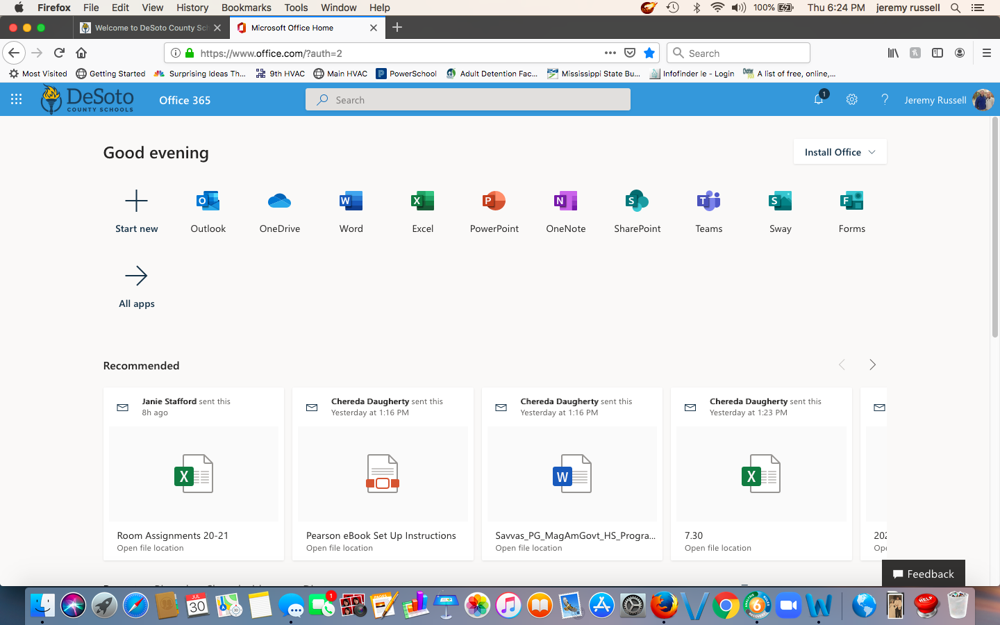 Firefox File Edit View History Bookmarks Tools Window Help 100% Thu 6:24 PM jeremy russell
Welcome to DeSoto County Sch Microsoft Office Home
https://www.office.com/?auth=2 Search
Most Visited Getting Started Surprising Ideas Th... 9th HVAC Main HVAC PowerSchool Adult Detention Fac... Mississippi State Bu... Infofinder le - Login A list of free, online,...
DeSoto
COUNTY SCHOOLS
Office 365 Search 1 ? Jeremy Russell
Good evening Install Office
Start new Outlook OneDrive Word Excel PowerPoint OneNote SharePoint Teams Sway Forms
All apps
Recommended
Janie Stafford sent this
8h ago
Room Assignments 20-21
Open file location
Chereda Daugherty sent this
Yesterday at 1:16 PM
Pearson eBook Set Up Instructions
Open file location
Chereda Daugherty sent this
Yesterday at 1:16 PM
Savvas_PG_MagAmGovt_HS_Progra...
Open file location
Chereda Daugherty sent this
Yesterday at 1:23 PM
7.30
Open file location
202
Feedback
JUL
30
1
PAGES
6
HELP